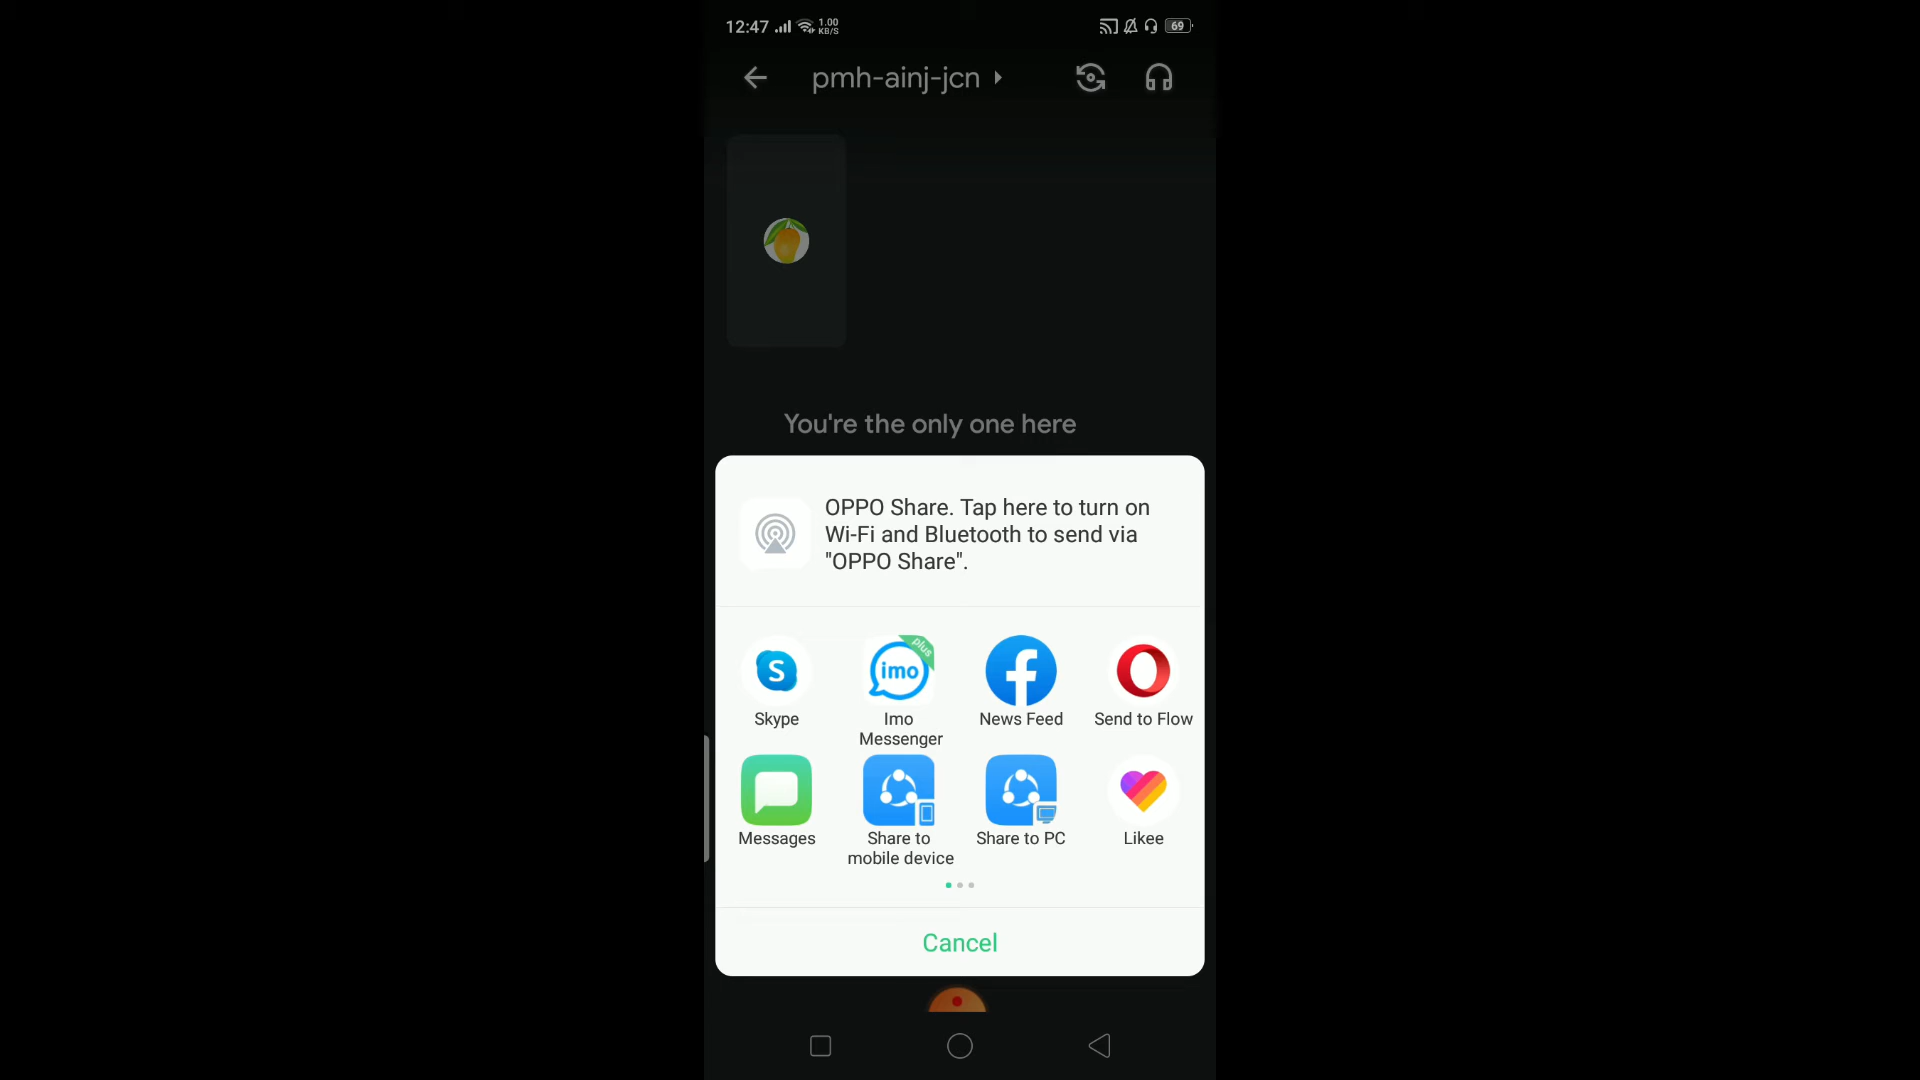 12:47 1.00 KB/S 69
pmh-ainj-jcn
You're the only one here
OPPO Share. Tap here to turn on
Wi-Fi and Bluetooth to send via
"OPPO Share".
S imo plus
Skype Imo Messenger News Feed Send to Flow
Messages Share to mobile device Share to PC Likee
Cancel